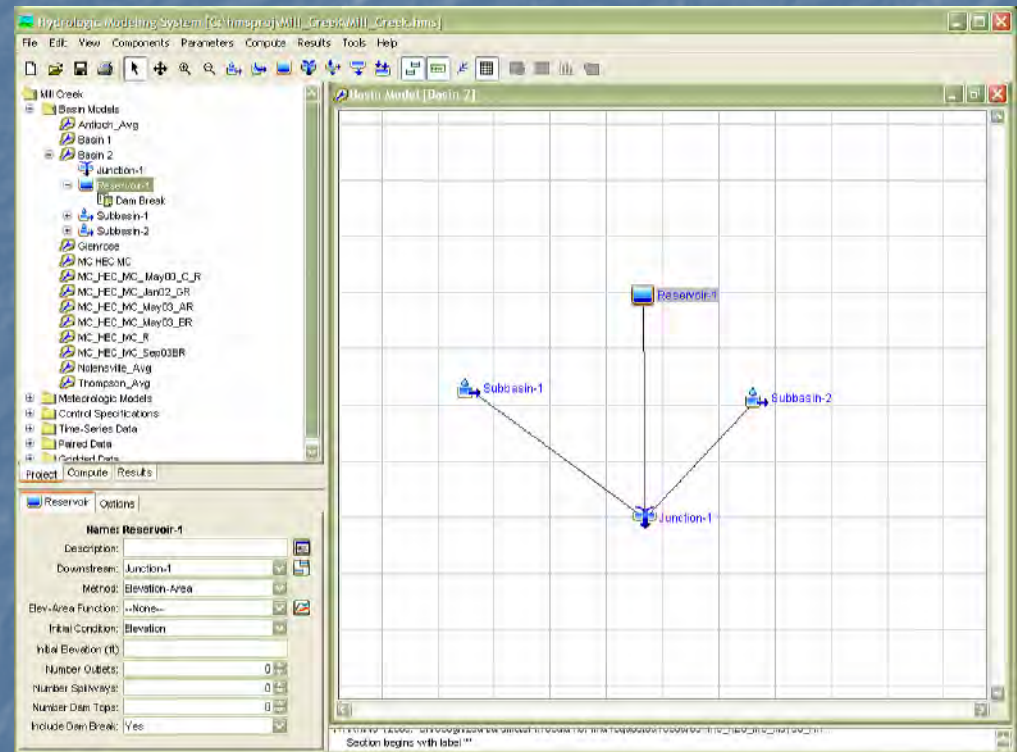 Hydrologic Modeling System [C:\hmsproj\Mill_Creek\Mill_Creek.hms]
File Edit View Components Parameters Compute Results Tools Help
Mill Creek
Basin Models
Antioch_Avg
Basin 1
Basin 2
Junction-1
Reservoir-1
Dam Break
Subbasin-1
Subbasin-2
Glenrose
MC HEC MC
MC_HEC_MC_May03_C_R
MC_HEC_MC_Jan02_GR
MC_HEC_MC_May03_AR
MC_HEC_MC_May03_BR
MC_HEC_MC_R
MC_HEC_MC_Sep03BR
Nolensville_Avg
Thompson_Avg
Meteorologic Models
Control Specifications
Time-Series Data
Paired Data
Gridded Data
Project Compute Results
Reservoir Options
Name: Reservoir-1
Description:
Downstream: Junction-1
Method: Elevation-Area
Elev-Area Function: --None--
Initial Condition: Elevation
Initial Elevation (ft)
Number Outlets: 0
Number Spillways: 0
Number Dam Tops: 0
Include Dam Break: Yes
Basin Model [Basin 2]
Reservoir-1
Subbasin-1
Subbasin-2
Junction-1
Section begins with label ""